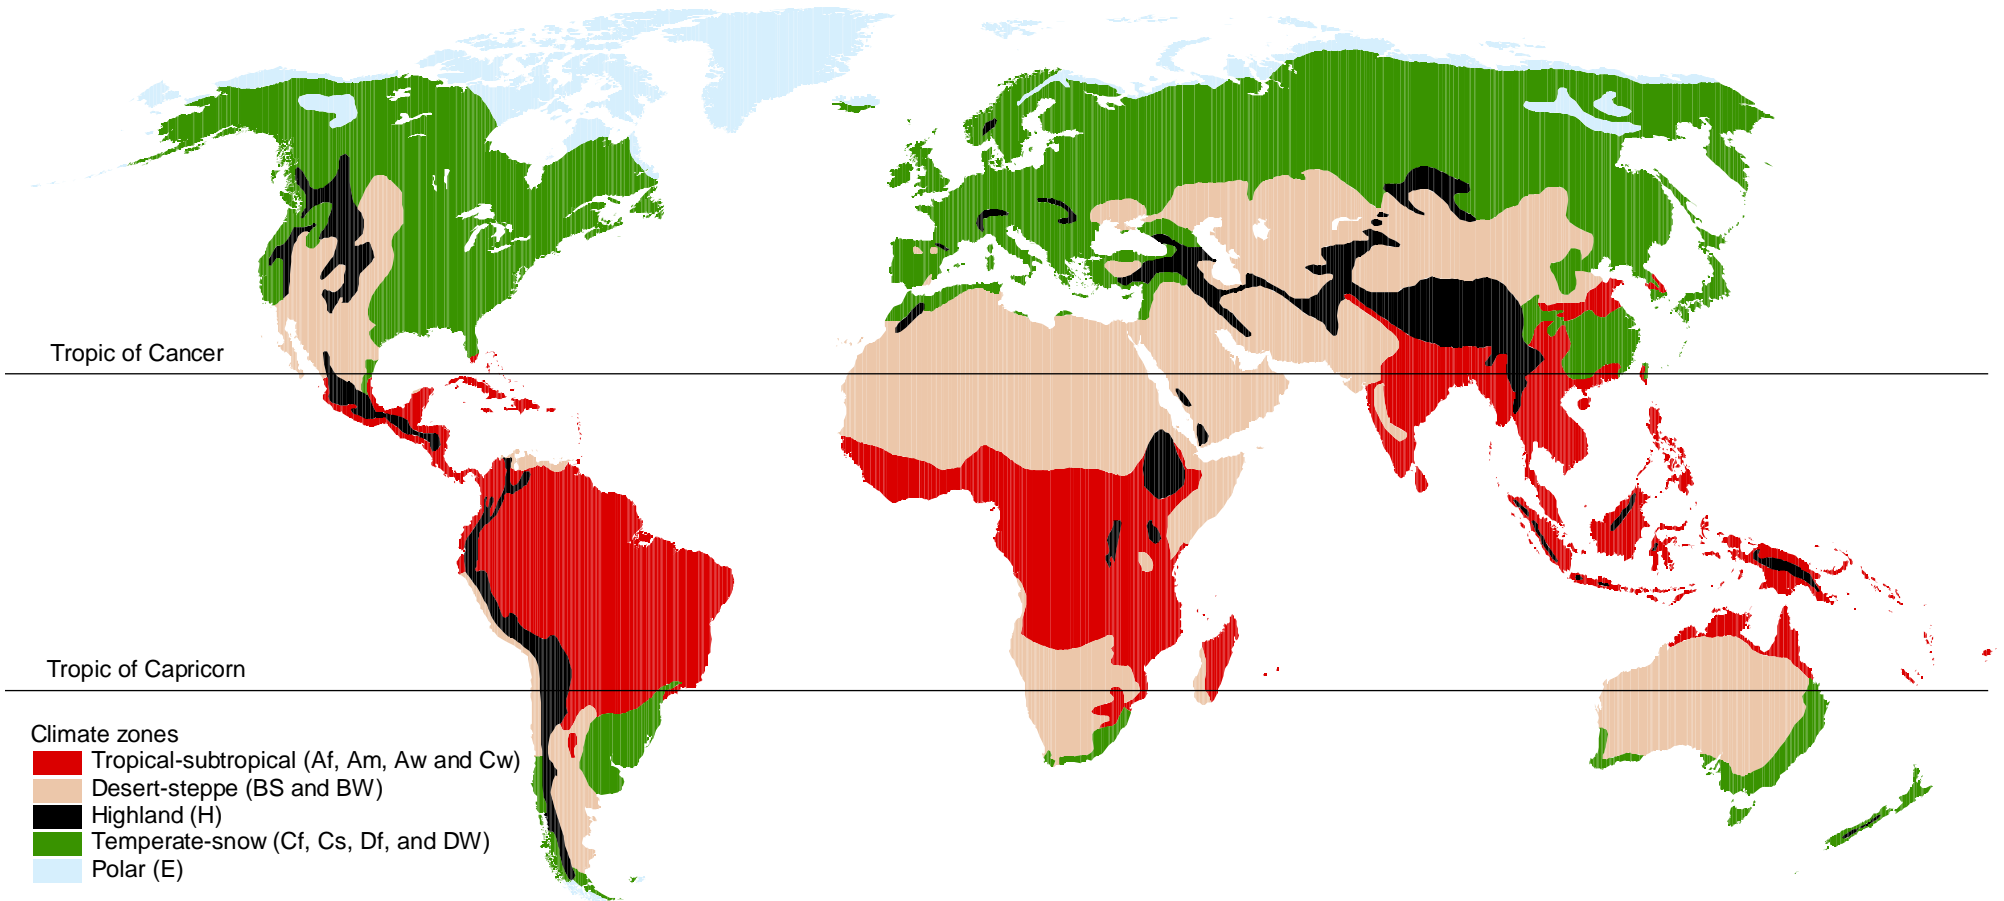 Tropic of Cancer
Tropic of Capricorn
Climate zones
Tropical-subtropical (Af, Am, Aw and Cw)
Desert-steppe (BS and BW)
Highland (H)
Temperate-snow (Cf, Cs, Df, and DW)
Polar (E)